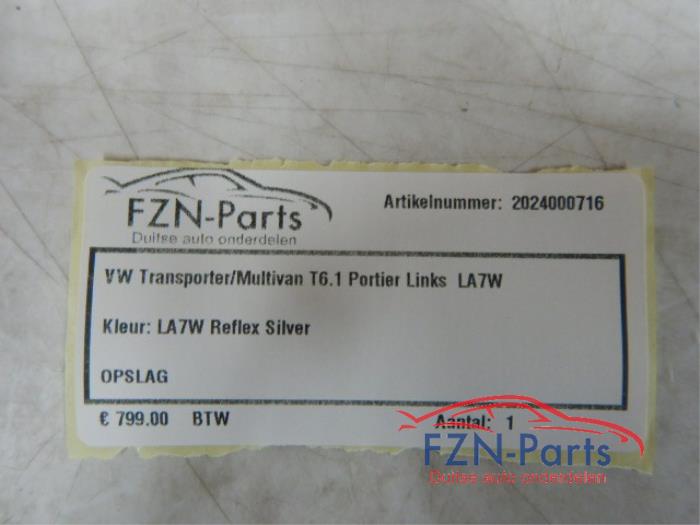 FZN-Parts
Duitse auto onderdelen
Artikelnummer: 2024000716
VW Transporter/Multivan T6.1 Portier Links LA7W
Kleur: LA7W Reflex Silver
OPSLAG
€ 799.00 BTW
Aantal: 1
FZN-Parts
Duitse auto onderdelen